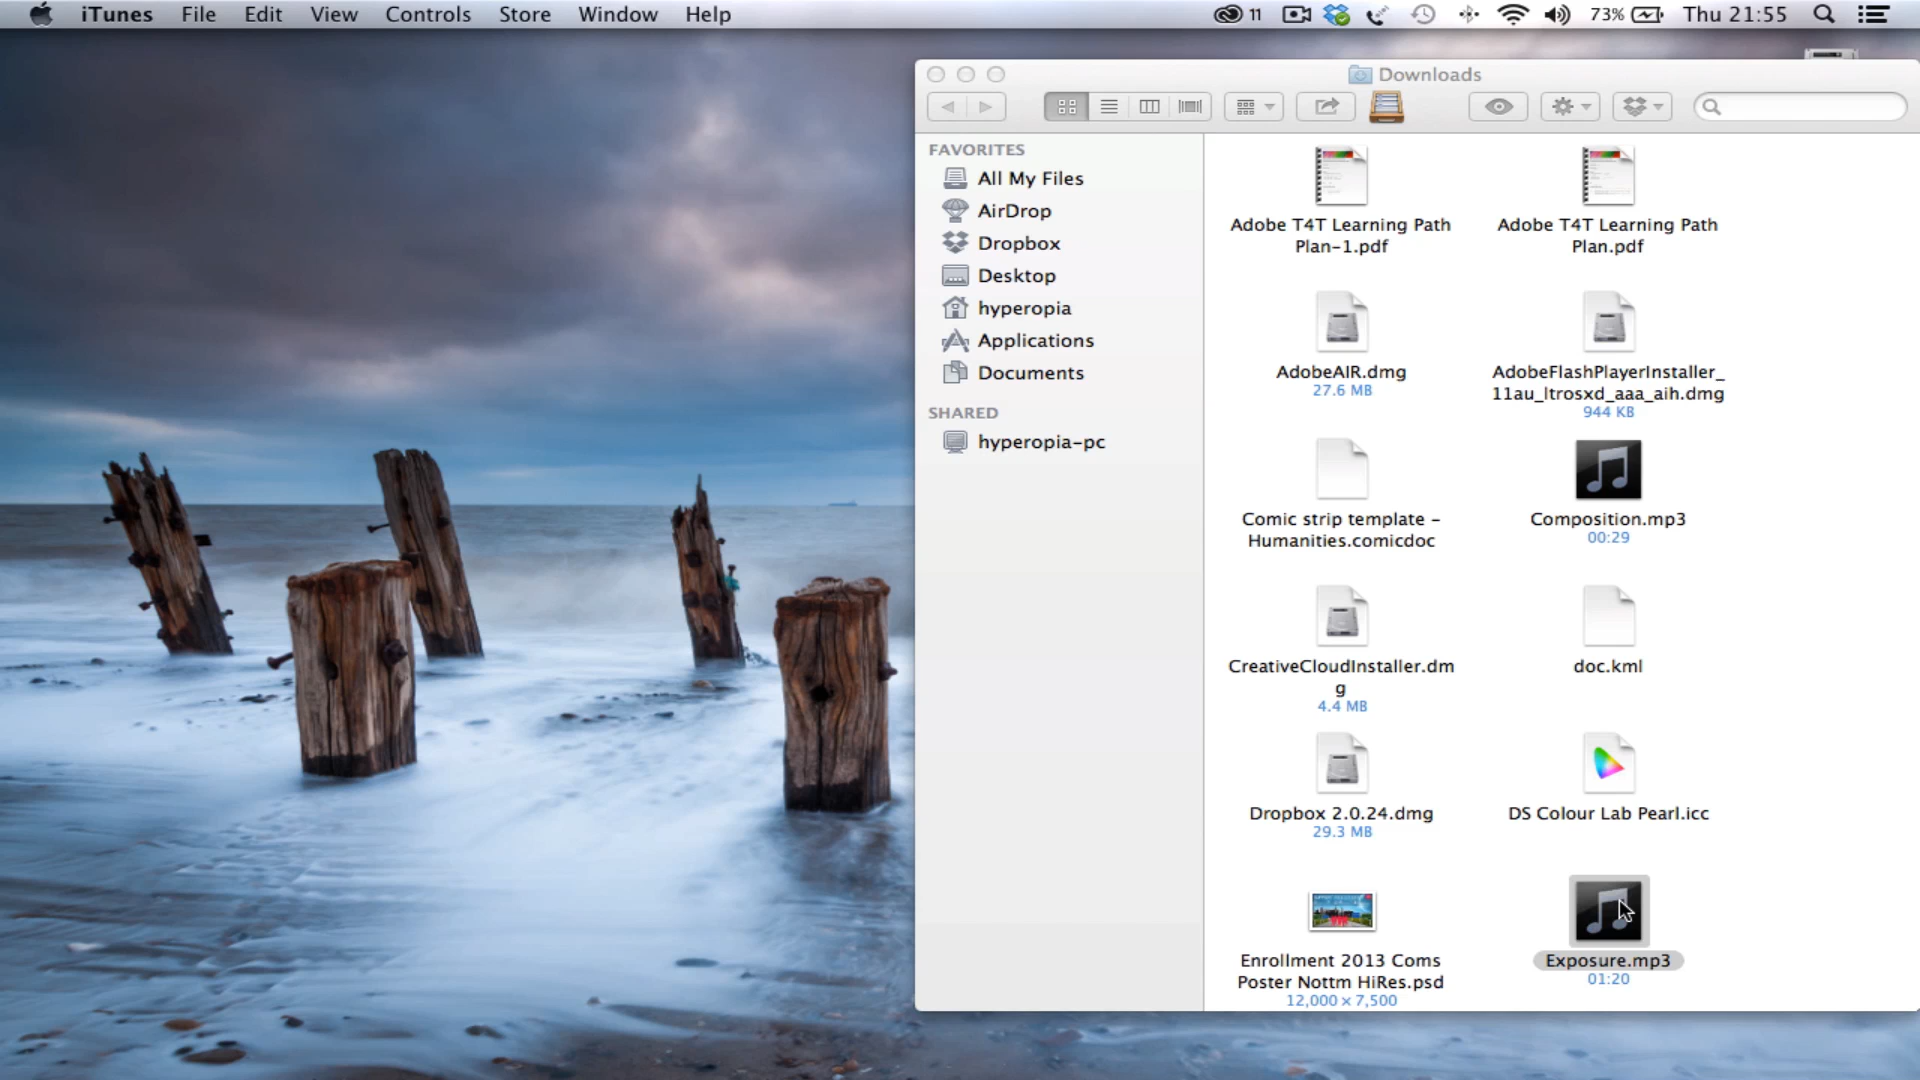 iTunes File Edit View Controls Store Window Help 11 73% Thu 21:55
Downloads
FAVORITES
All My Files
AirDrop
Dropbox
Desktop
hyperopia
Applications
Documents
SHARED
hyperopia-pc
Adobe T4T Learning Path
Plan-1.pdf
Adobe T4T Learning Path
Plan.pdf
AdobeAIR.dmg
27.6 MB
AdobeFlashPlayerInstaller_
11au_ltrosxd_aaa_aih.dmg
944 KB
Comic strip template -
Humanities.comicdoc
Composition.mp3
00:29
CreativeCloudInstaller.dm
g
4.4 MB
doc.kml
Dropbox 2.0.24.dmg
29.3 MB
DS Colour Lab Pearl.icc
Enrollment 2013 Coms
Poster Nottm HiRes.psd
12,000 × 7,500
Exposure.mp3
01:20